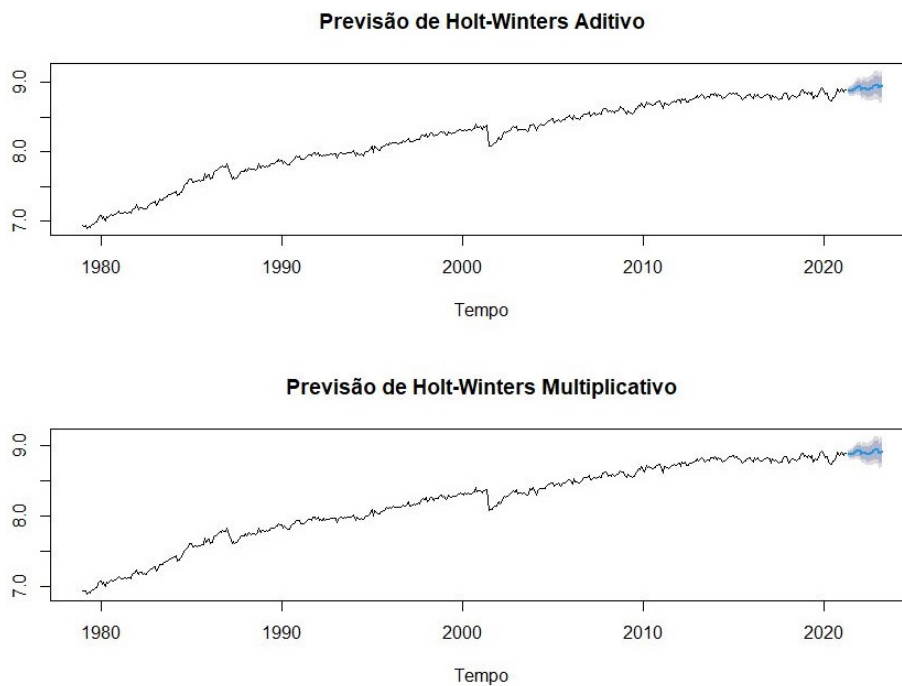 Previsão de Holt-Winters Aditivo
9.0
8.0
7.0
1980 1990 2000 2010 2020
Tempo
Previsão de Holt-Winters Multiplicativo
9.0
8.0
7.0
1980 1990 2000 2010 2020
Tempo